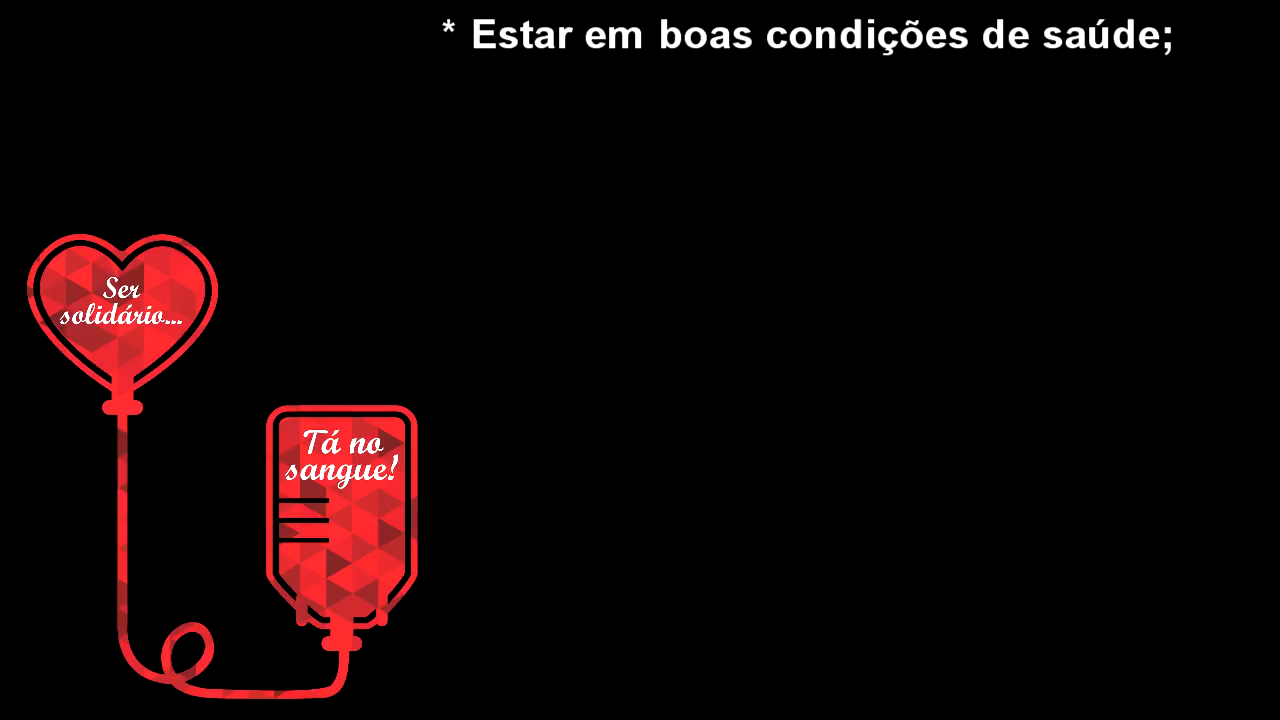 * Estar em boas condições de saúde;
Ser
solidário...
Tá no
sangue!